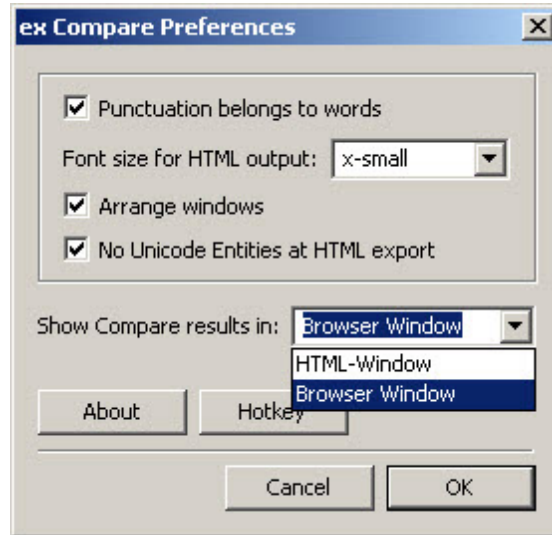 ex Compare Preferences
Punctuation belongs to words
Font size for HTML output: x-small
Arrange windows
No Unicode Entities at HTML export
Show Compare results in: Browser Window
HTML-Window
Browser Window
About Hotkey
Cancel OK